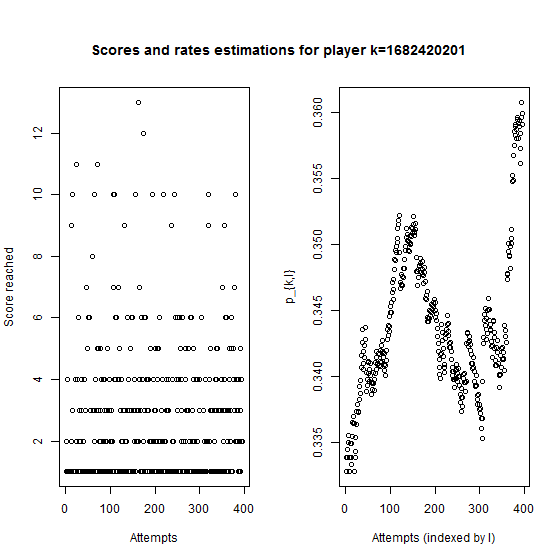 Scores and rates estimations for player k=1682420201
Score reached
12
10
8
6
4
2
0 100 200 300 400
Attempts
p_{k,l}
0.360
0.355
0.350
0.345
0.340
0.335
0 100 200 300 400
Attempts (indexed by l)